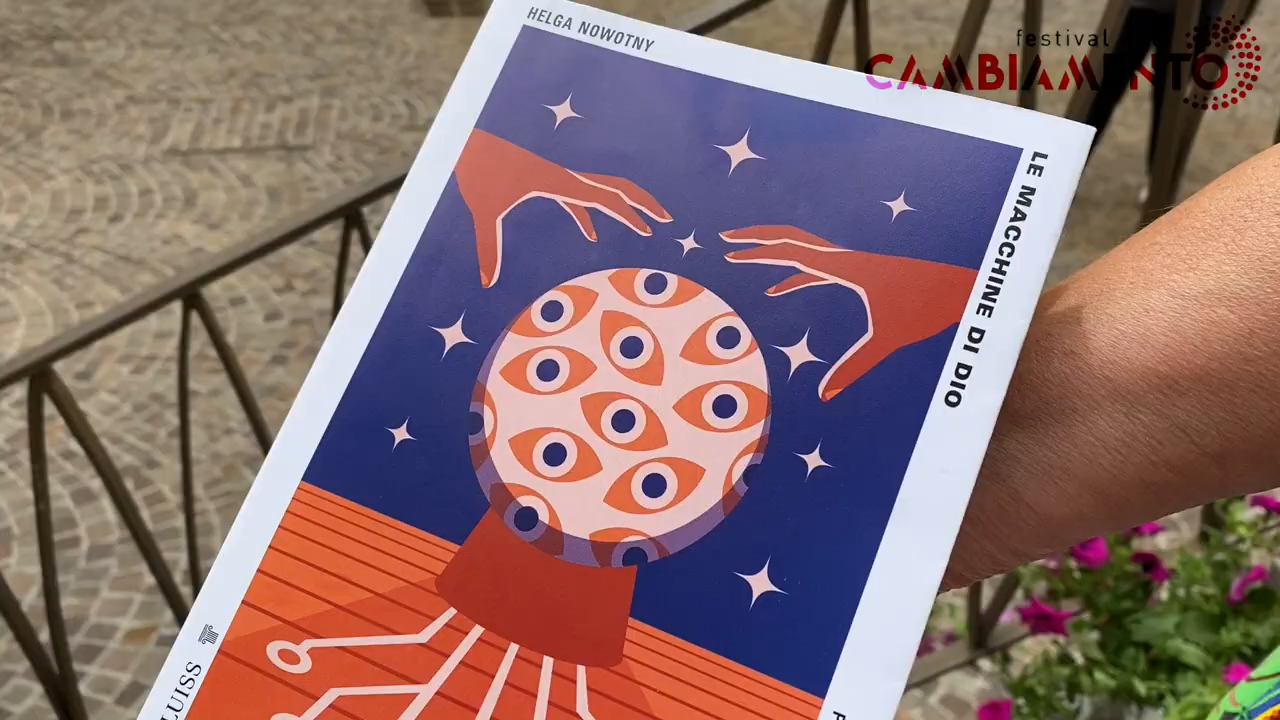 HELGA NOWOTNY
festival
CAMBIAMENTO
LE MACCHINE DI DIO
LUISS